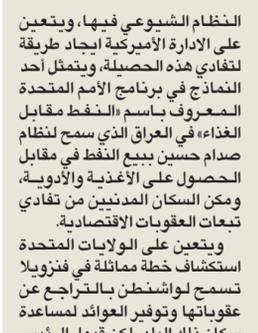 النظام الشيوعي فيها، ويتعين
على الادارة الأميركية ايجاد طريقة
لتفادي هذه الحصيلة، ويتمثل أحد
النماذج في برنامج الأمم المتحدة
المعروف باسم «النفط مقابل
الغذاء» في العراق الذي سمح لنظام
صدام حسين ببيع النفط في مقابل
الحصول على الأغذية والأدوية،
ومكن السكان المدنيين من تفادي
تبعات العقوبات الاقتصادية.
ويتعين على الولايات المتحدة
استكشاف خطة مماثلة في فنزويلا
تسمح لواشنطن بالتراجع عن
عقوباتها وتوفير العوائد لمساعدة